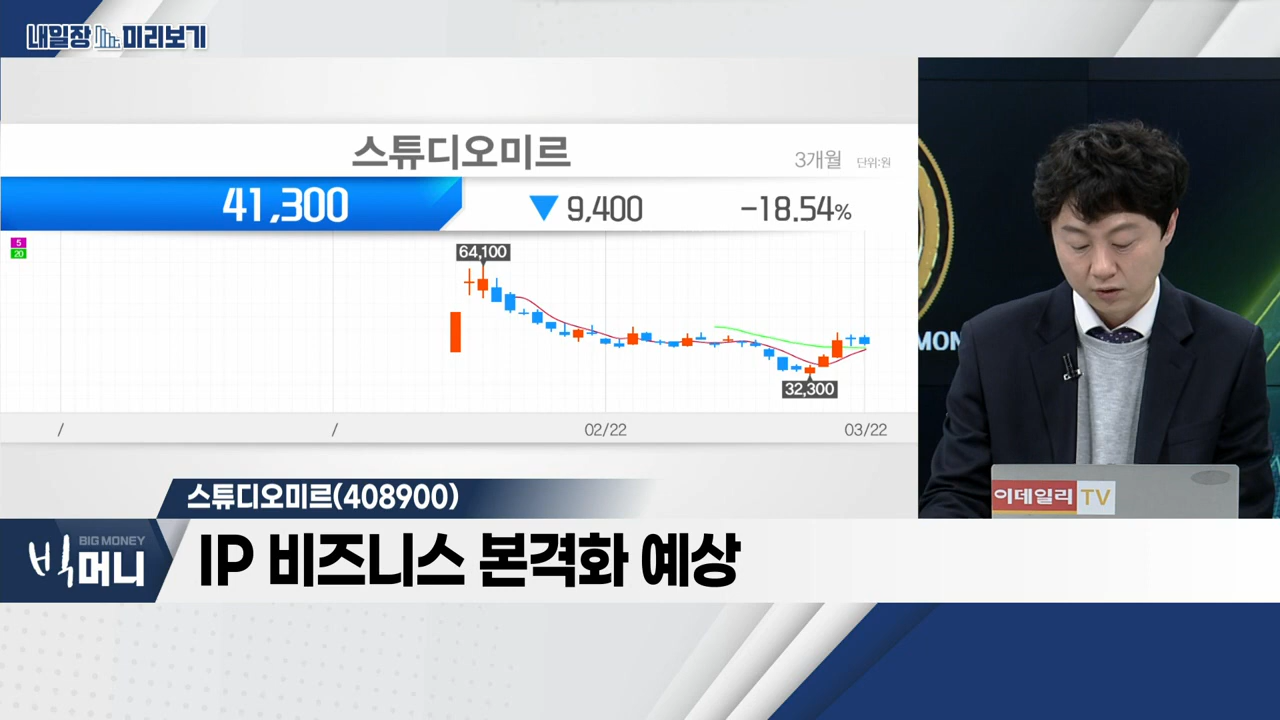 내일장 미리보기
스튜디오미르
3개월 단위:원
41,300 ▼ 9,400 -18.54%
5
20
64,100
32,300
/ / 02/22 03/22
MON
이데일리 TV
스튜디오미르(408900)
BIG MONEY
빅머니
IP 비즈니스 본격화 예상